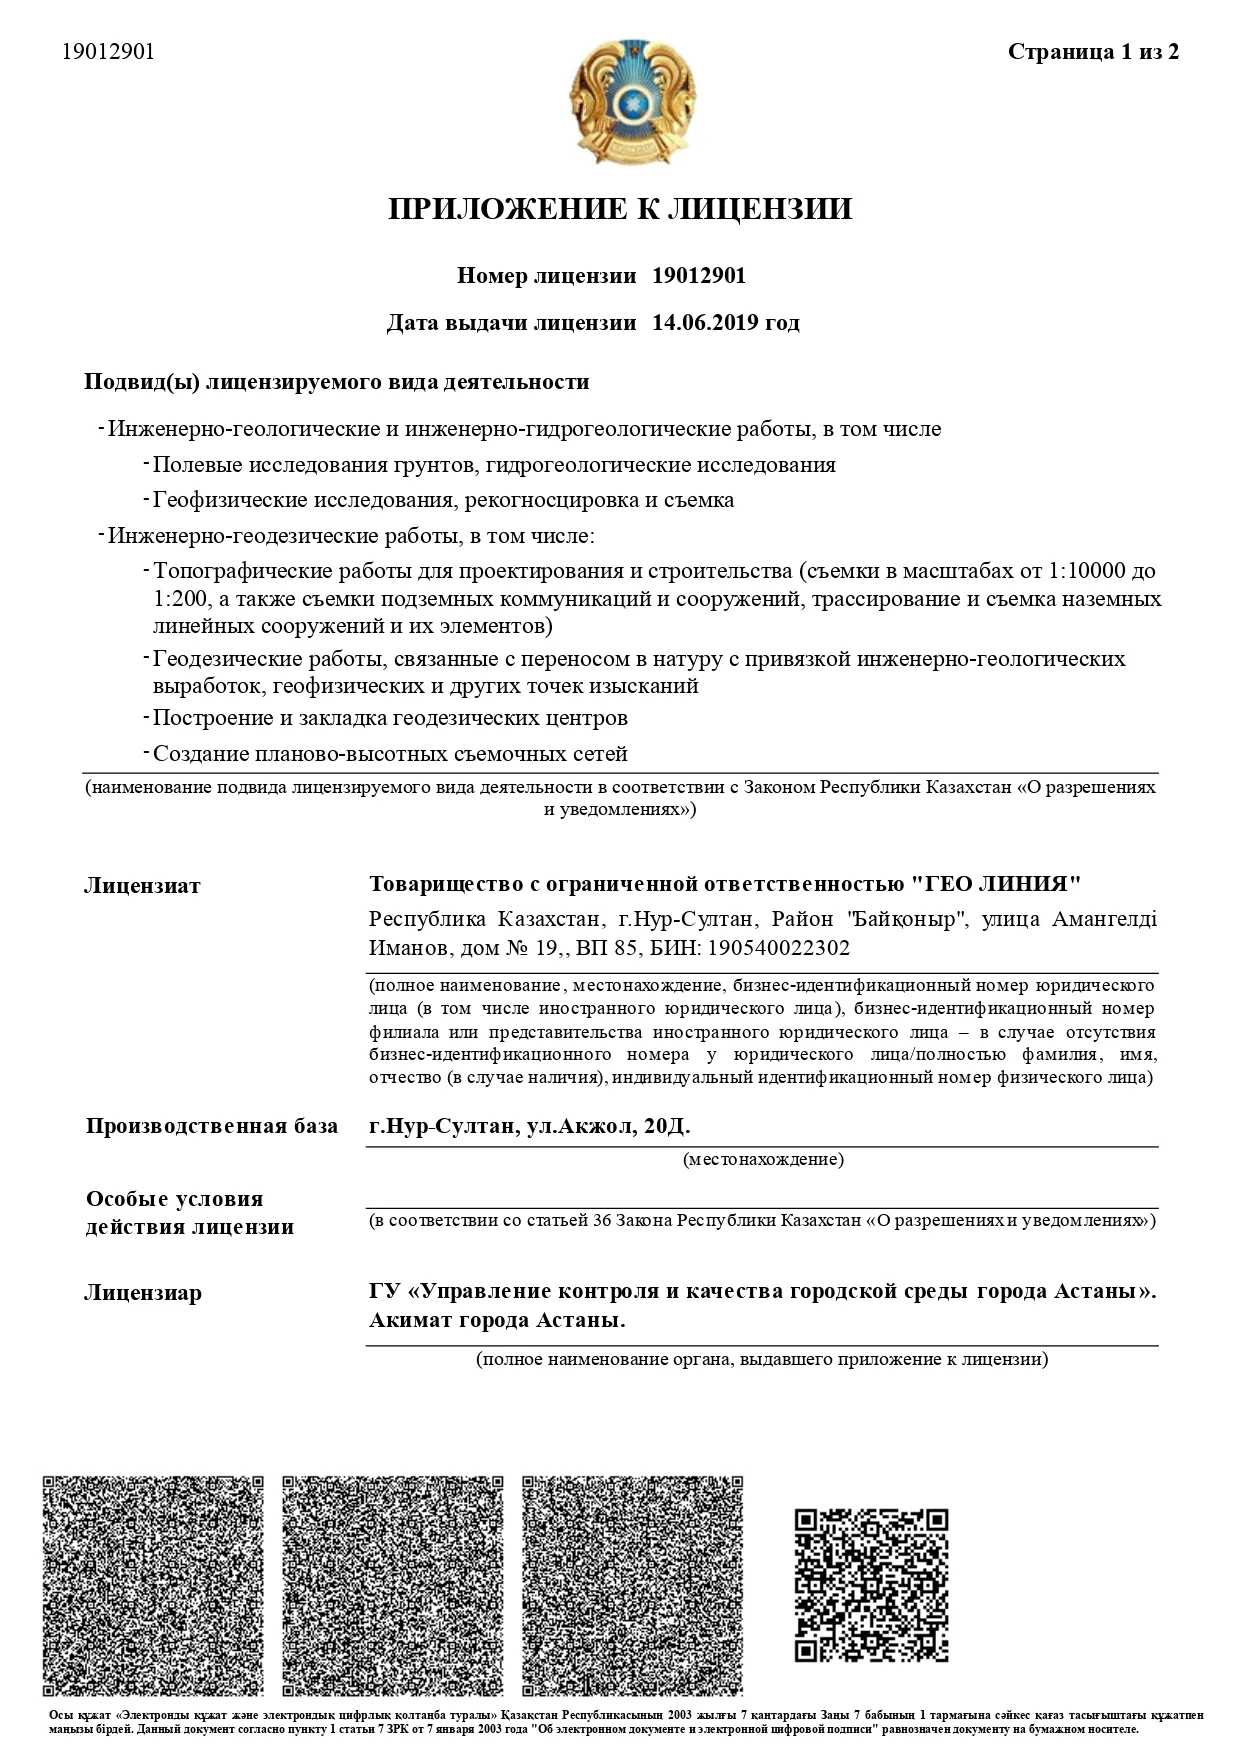 19012901
Страница 1 из 2
ПРИЛОЖЕНИЕ К ЛИЦЕНЗИИ
Номер лицензии 19012901
Дата выдачи лицензии 14.06.2019 год
Подвид(ы) лицензируемого вида деятельности
- Инженерно-геологические и инженерно-гидрогеологические работы, в том числе
- Полевые исследования грунтов, гидрогеологические исследования
- Геофизические исследования, рекогносцировка и съемка
- Инженерно-геодезические работы, в том числе:
- Топографические работы для проектирования и строительства (съемки в масштабах от 1:10000 до
1:200, а также съемки подземных коммуникаций и сооружений, трассирование и съемка наземных
линейных сооружений и их элементов)
- Геодезические работы, связанные с переносом в натуру с привязкой инженерно-геологических
выработок, геофизических и других точек изысканий
- Построение и закладка геодезических центров
- Создание планово-высотных съемочных сетей
(наименование подвида лицензируемого вида деятельности в соответствии с Законом Республики Казахстан «О разрешениях
и уведомлениях»)
Лицензиат
Товарищество с ограниченной ответственностью "ГЕО ЛИНИЯ"
Республика Казахстан, г.Нур-Султан, Район "Байқоныр", улица Амангелді
Иманов, дом № 19,, ВП 85, БИН: 190540022302
(полное наименование, местонахождение, бизнес-идентификационный номер юридического
лица (в том числе иностранного юридического лица), бизнес-идентификационный номер
филиала или представительства иностранного юридического лица – в случае отсутствия
бизнес-идентификационного номера у юридического лица/полностью фамилия, имя,
отчество (в случае наличия), индивидуальный идентификационный номер физического лица)
Производственная база
г.Нур-Султан, ул.Акжол, 20Д.
(местонахождение)
Особые условия
действия лицензии
(в соответствии со статьей 36 Закона Республики Казахстан «О разрешениях и уведомлениях»)
Лицензиар
ГУ «Управление контроля и качества городской среды города Астаны».
Акимат города Астаны.
(полное наименование органа, выдавшего приложение к лицензии)
Осы құжат «Электронды құжат және электрондық цифрлық қолтанба туралы» Қазақстан Республикасының 2003 жылғы 7 қантардағы Заңы 7 бабының 1 тармағына сәйкес қағаз тасығыштағы құжатпен
маңызы бірдей. Данный документ согласно пункту 1 статьи 7 ЗРК от 7 января 2003 года "Об электронном документе и электронной цифровой подписи" равнозначен документу на бумажном носителе.